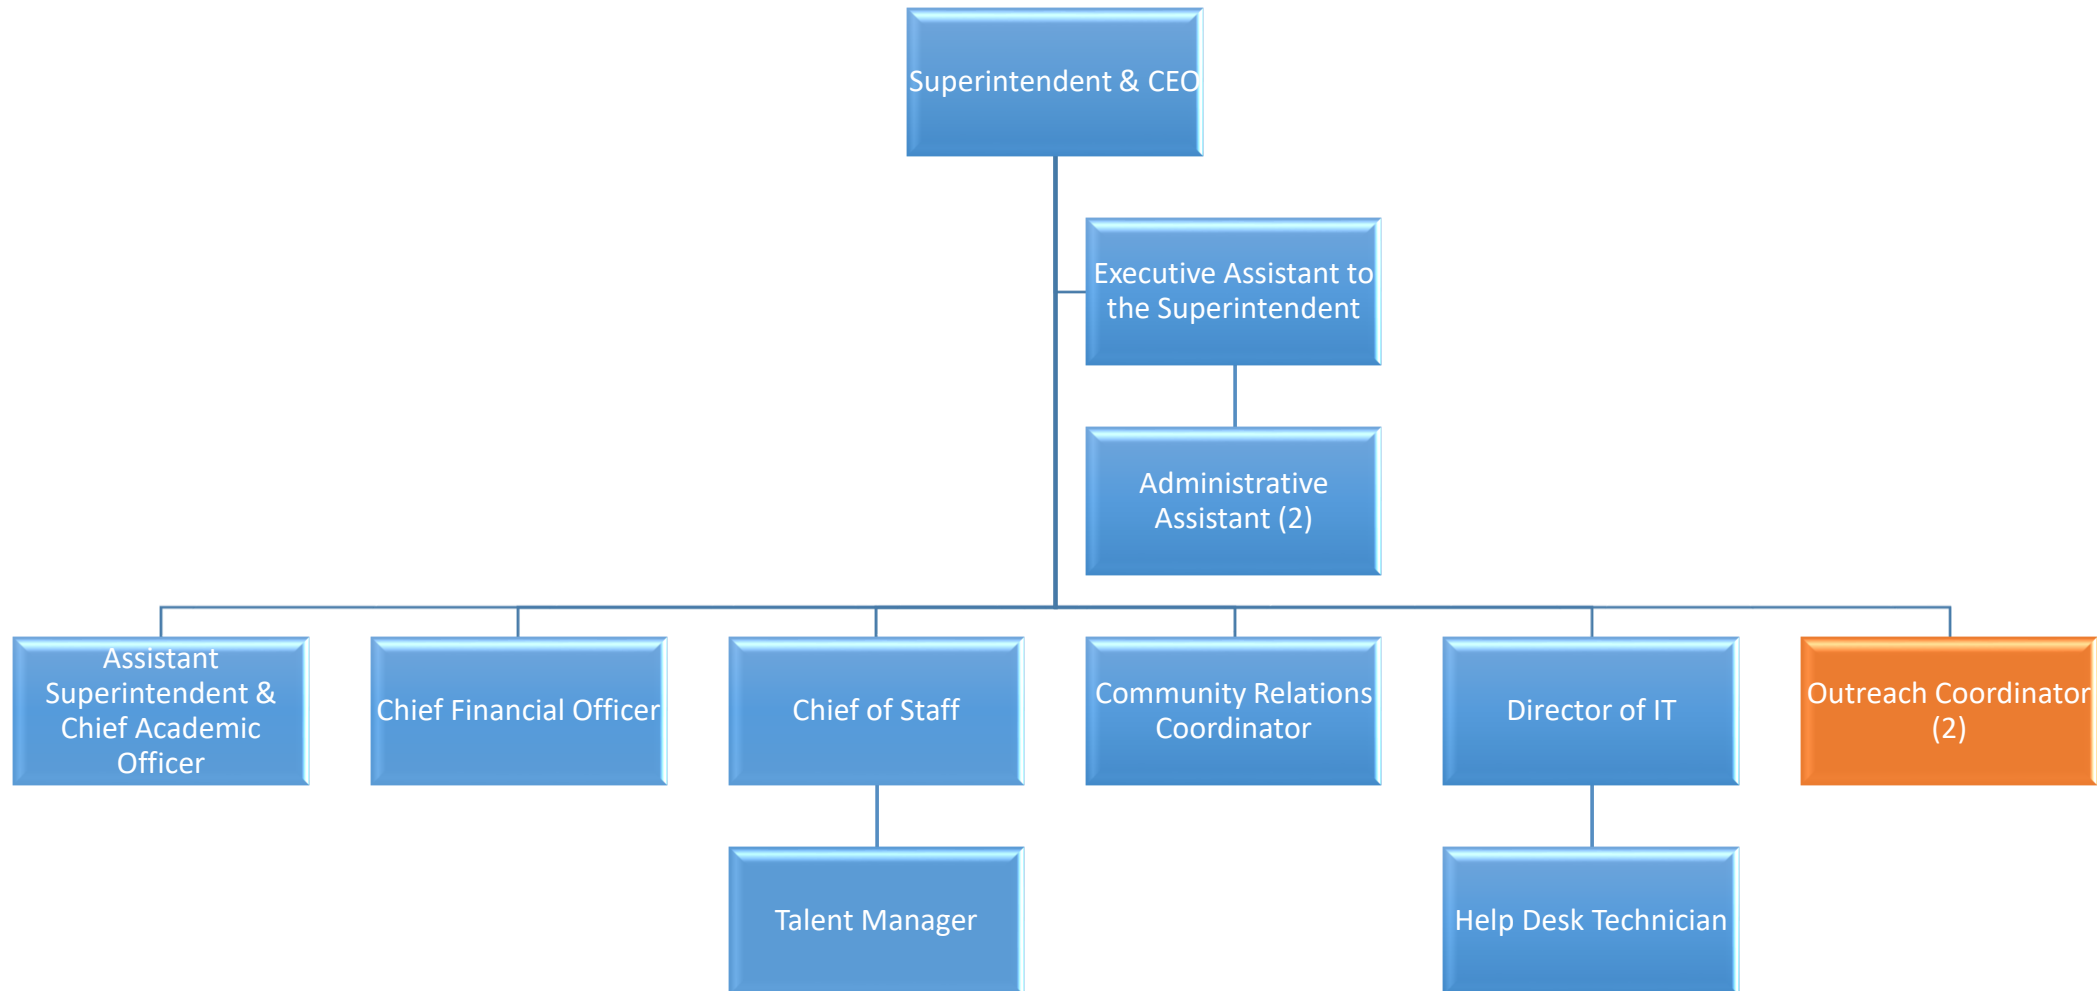 Superintendent & CEO
Executive Assistant to
the Superintendent
Administrative
Assistant (2)
Assistant
Superintendent &
Chief Academic
Officer
Chief Financial Officer
Chief of Staff
Community Relations
Coordinator
Director of IT
Outreach Coordinator
(2)
Talent Manager
Help Desk Technician